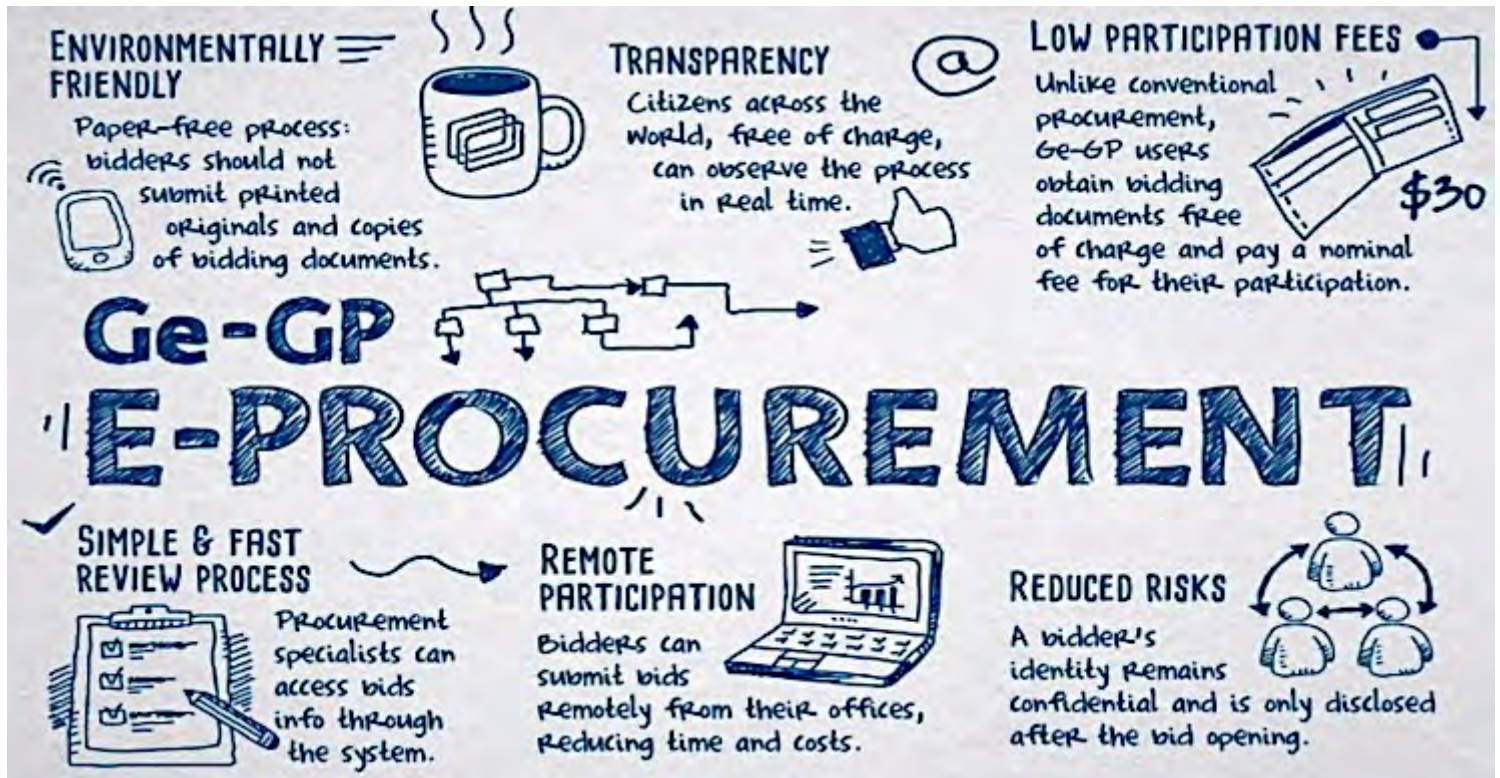 ENVIRONMENTALLY
FRIENDLY
Paper-free process:
bidders should not
submit printed
originals and copies
of bidding documents.
TRANSPARENCY
Citizens across the
world, free of charge,
can observe the process
in real time.
@
LOW PARTICIPATION FEES
Unlike conventional
procurement,
Ge-GP users
obtain bidding
documents free
of charge and pay a nominal
fee for their participation.
$30
Ge-GP
E-PROCUREMENT
SIMPLE & FAST
REVIEW PROCESS
Procurement
specialists can
access bids
info through
the system.
REMOTE
PARTICIPATION
Bidders can
submit bids
remotely from their offices,
reducing time and costs.
REDUCED RISKS
A bidder's
identity remains
confidential and is only disclosed
after the bid opening.